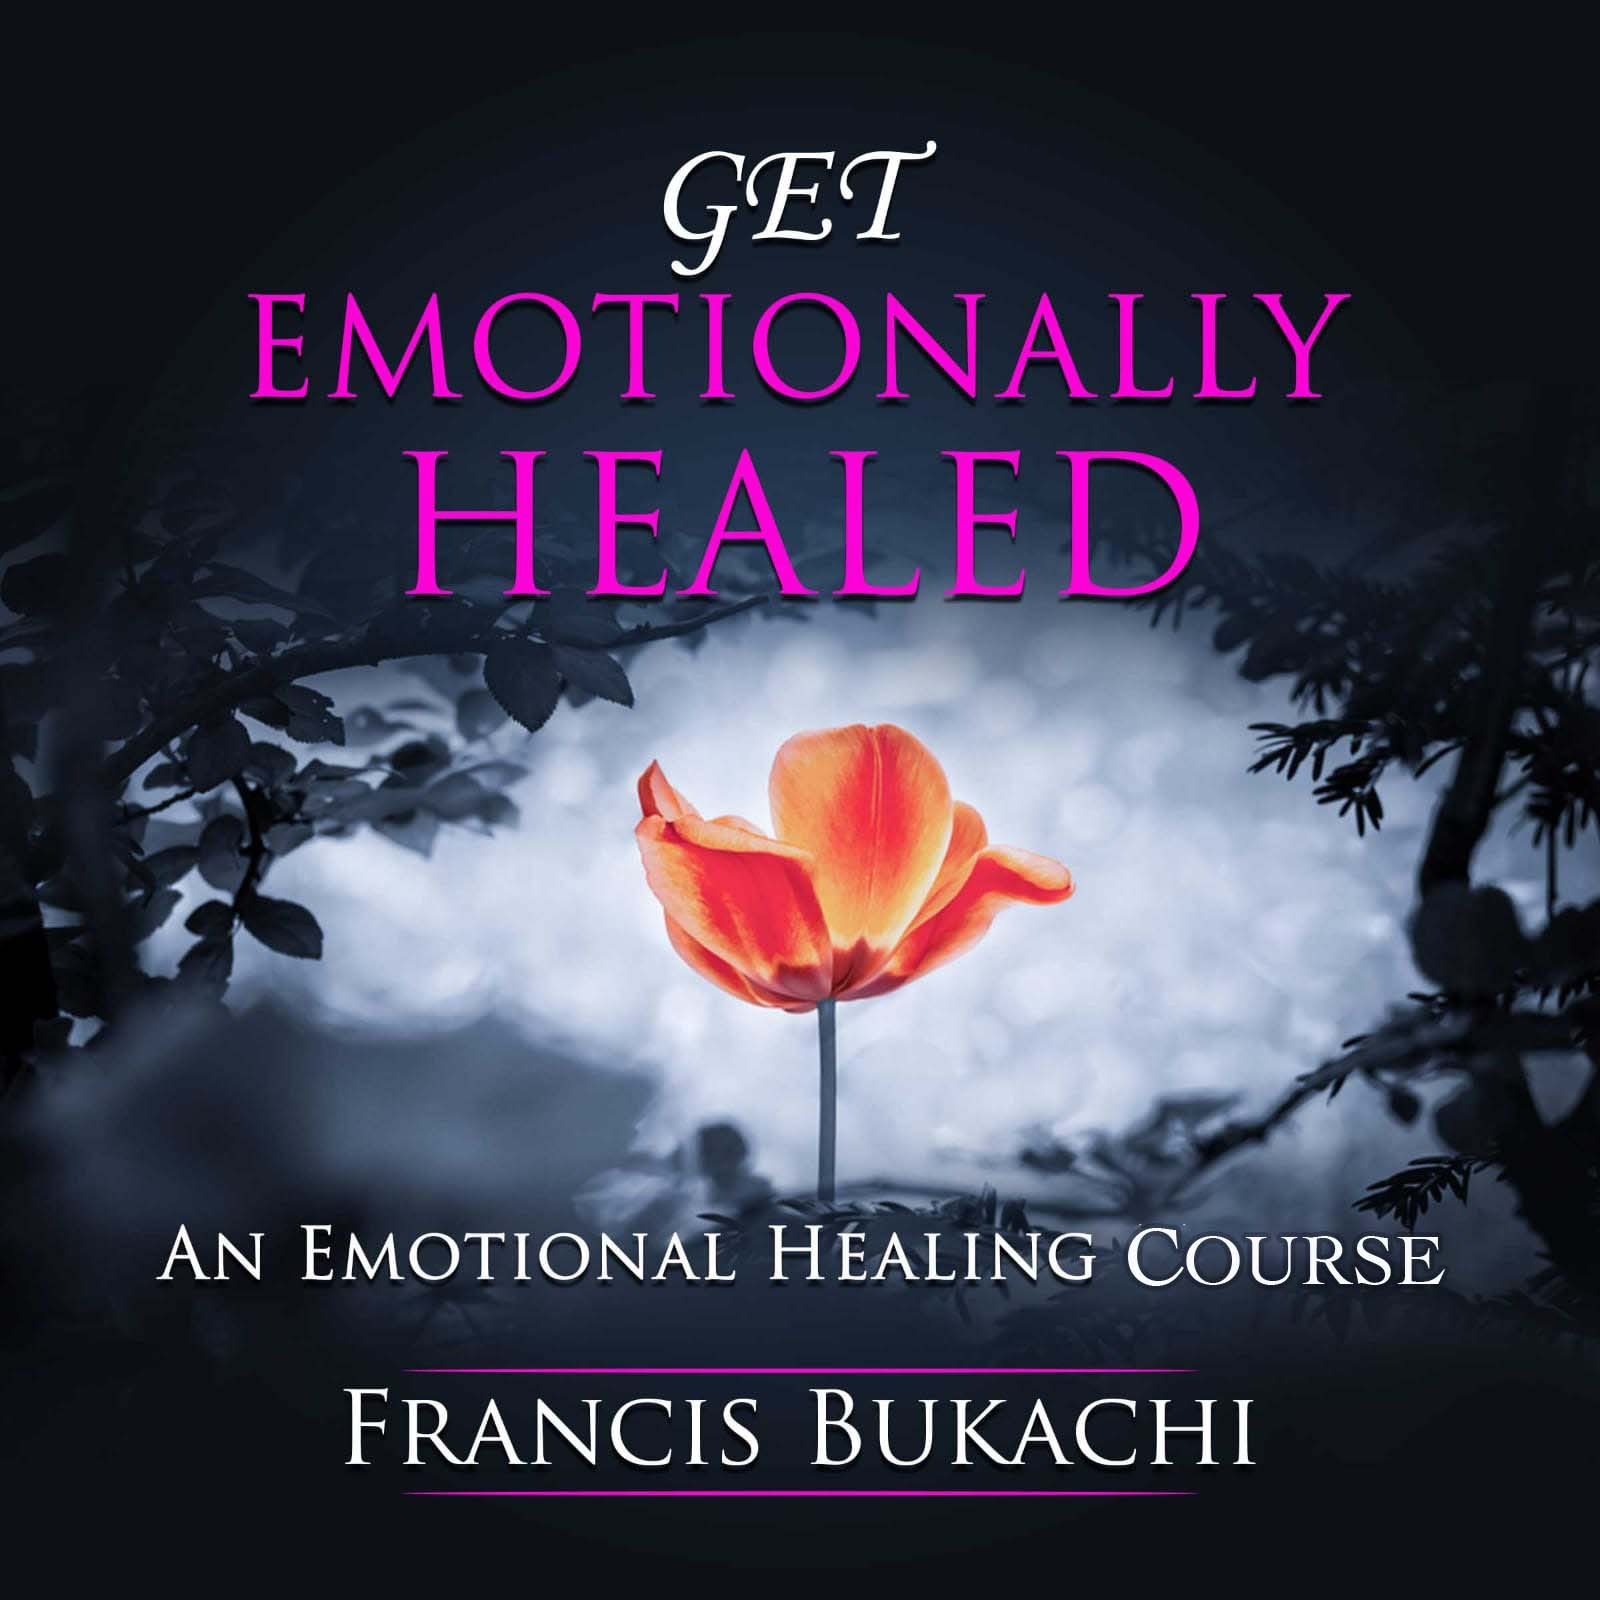 GET
EMOTIONALLY
HEALED
AN EMOTIONAL HEALING COURSE
FRANCIS BUKACHI